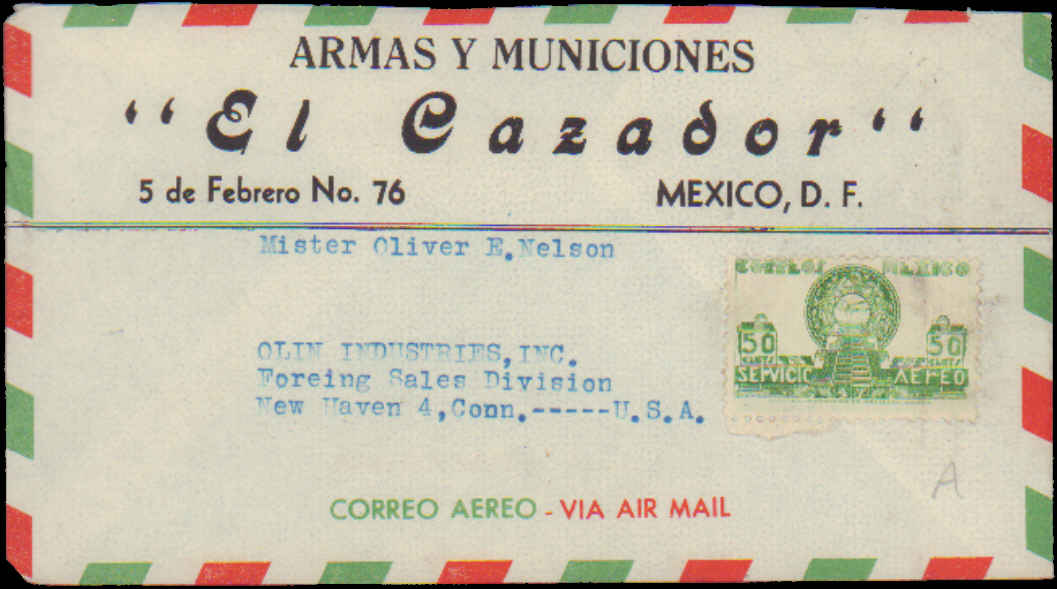 ARMAS Y MUNICIONES
“El Cazador“
5 de Febrero No. 76 MEXICO, D. F.
Mister Oliver E.Nelson
CORREOS MEXICO
50 50
SERVICIO AEREO
OLIN INDUSTRIES,INC.
Foreing Sales Division
New Haven 4,Conn.-----U.S.A.
A
CORREO AEREO - VIA AIR MAIL